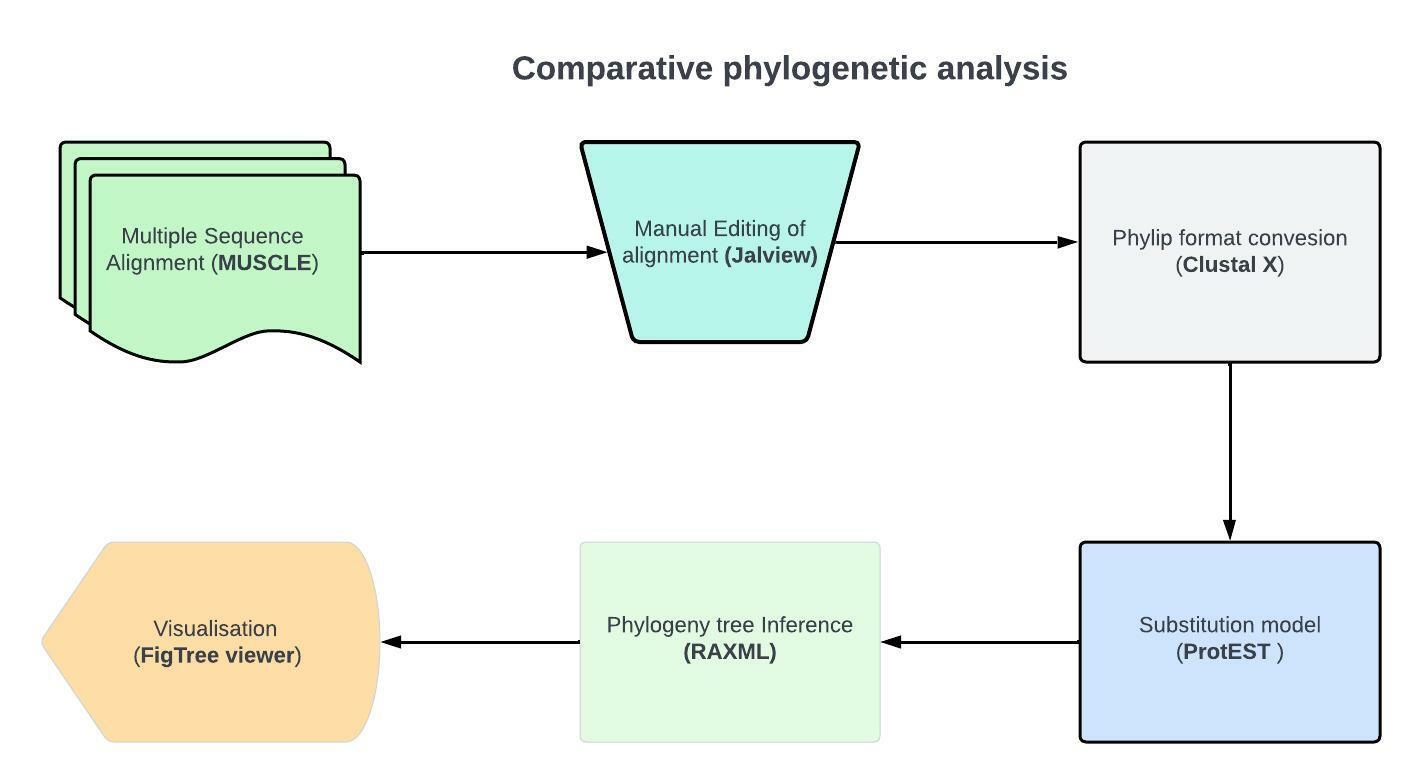 Comparative phylogenetic analysis
Multiple Sequence
Alignment (MUSCLE)
Manual Editing of
alignment (Jalview)
Phylip format convesion
(Clustal X)
Substitution model
(ProtEST )
Phylogeny tree Inference
(RAXML)
Visualisation
(FigTree viewer)